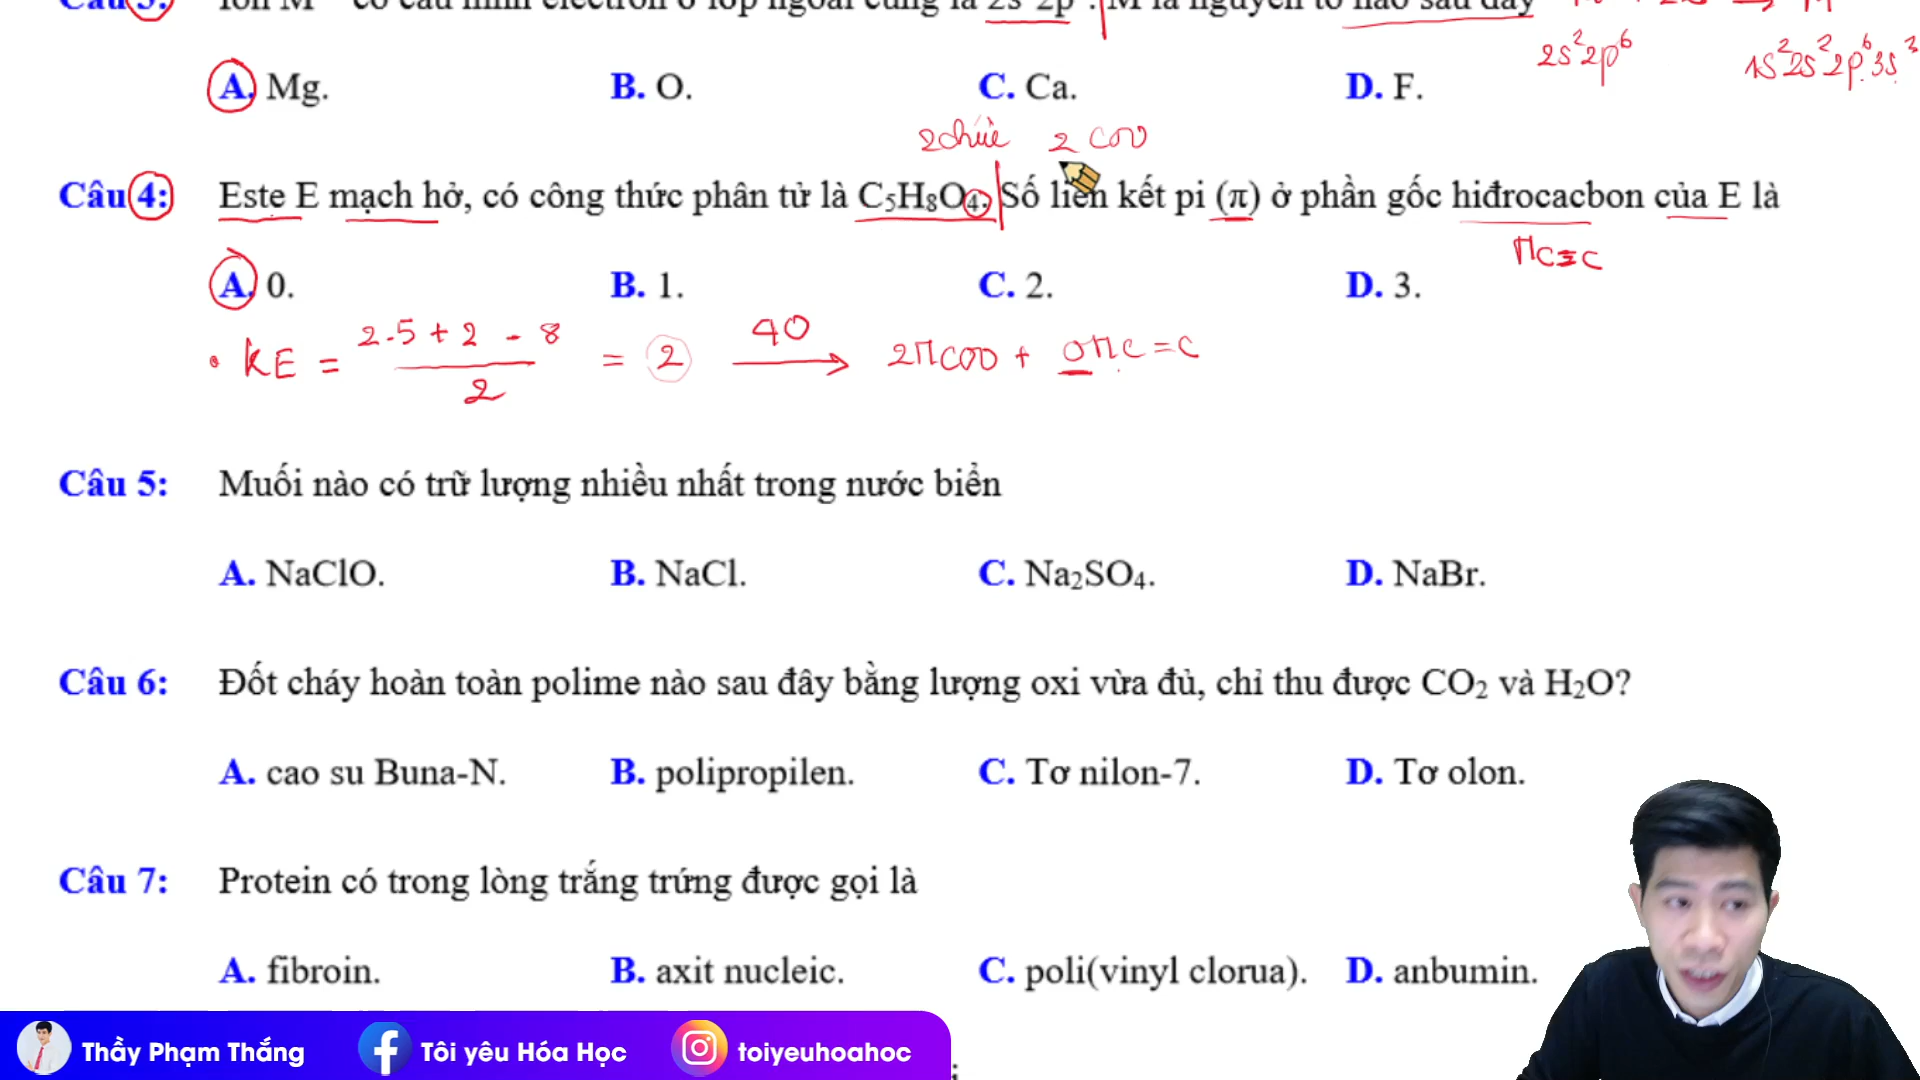 2s²2p⁶ 1s²2s²2p⁶3s²
A. Mg. B. O. C. Ca. D. F.
2 chức 2 COO
Câu 4: Este E mạch hở, có công thức phân tử là C₅H₈O₄. Số liên kết pi (π) ở phần gốc hiđrocacbon của E là
πC=C
A. 0. B. 1. C. 2. D. 3.
• kE = (2.5 + 2 - 8)/2 = 2 4O → 2πCOO + 0πC=C
Câu 5: Muối nào có trữ lượng nhiều nhất trong nước biển
A. NaClO. B. NaCl. C. Na₂SO₄. D. NaBr.
Câu 6: Đốt cháy hoàn toàn polime nào sau đây bằng lượng oxi vừa đủ, chỉ thu được CO₂ và H₂O?
A. cao su Buna-N. B. polipropilen. C. Tơ nilon-7. D. Tơ olon.
Câu 7: Protein có trong lòng trắng trứng được gọi là
A. fibroin. B. axit nucleic. C. poli(vinyl clorua). D. anbumin.
Thầy Phạm Thắng Tôi yêu Hóa Học toiyeuhoahoc